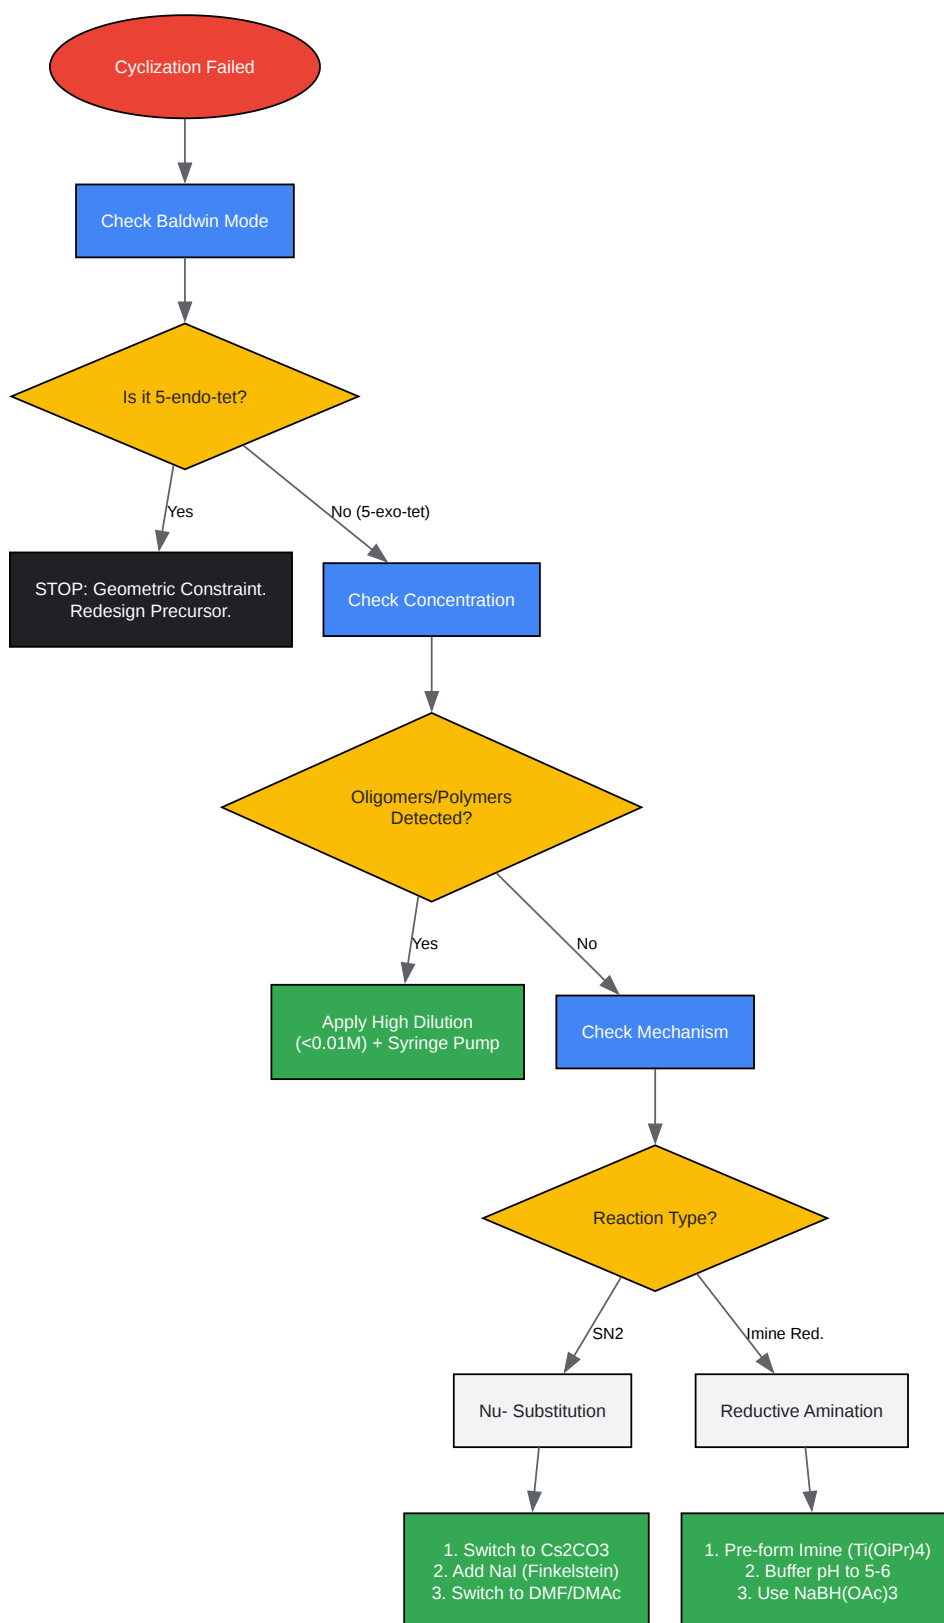 Cyclization Failed
Check Baldwin Mode
Is it 5-endo-tet?
Yes
No (5-exo-tet)
STOP: Geometric Constraint.
Redesign Precursor.
Check Concentration
Oligomers/Polymers
Detected?
Yes
No
Apply High Dilution
(<0.01M) + Syringe Pump
Check Mechanism
Reaction Type?
SN2
Imine Red.
Nu- Substitution
Reductive Amination
1. Switch to Cs2CO3
2. Add NaI (Finkelstein)
3. Switch to DMF/DMAc
1. Pre-form Imine (Ti(OiPr)4)
2. Buffer pH to 5-6
3. Use NaBH(OAc)3